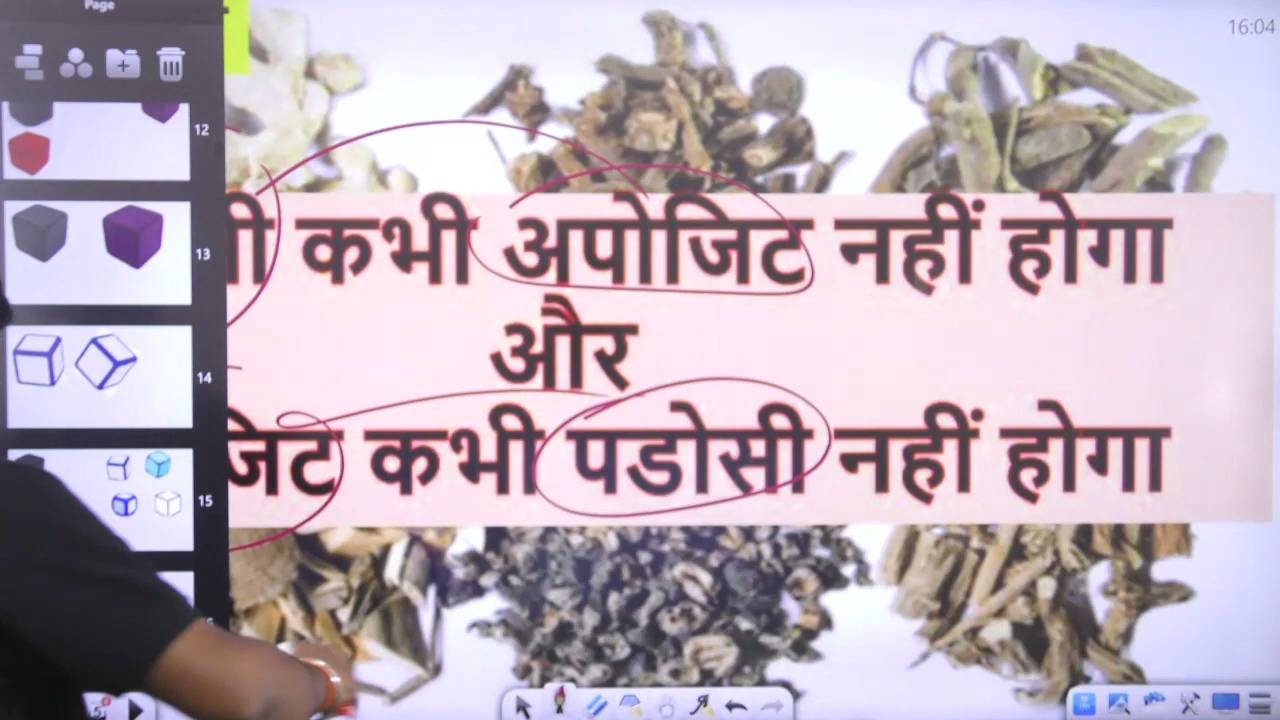 Page
16:04
12
13
14
15
कभी अपोजिट नहीं होगा
और
कभी पडोसी नहीं होगा